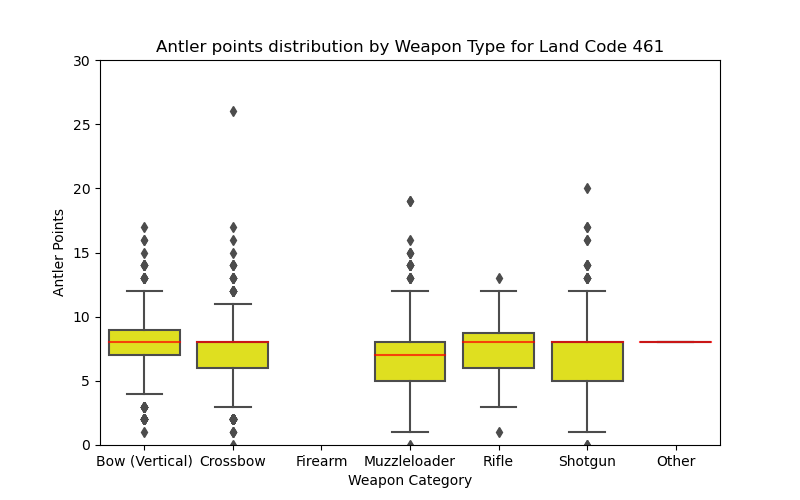 Antler points distribution by Weapon Type for Land Code 461
30
25
20
15
10
5
0
Antler Points
Bow (Vertical) Crossbow Firearm Muzzleloader Rifle Shotgun Other
Weapon Category